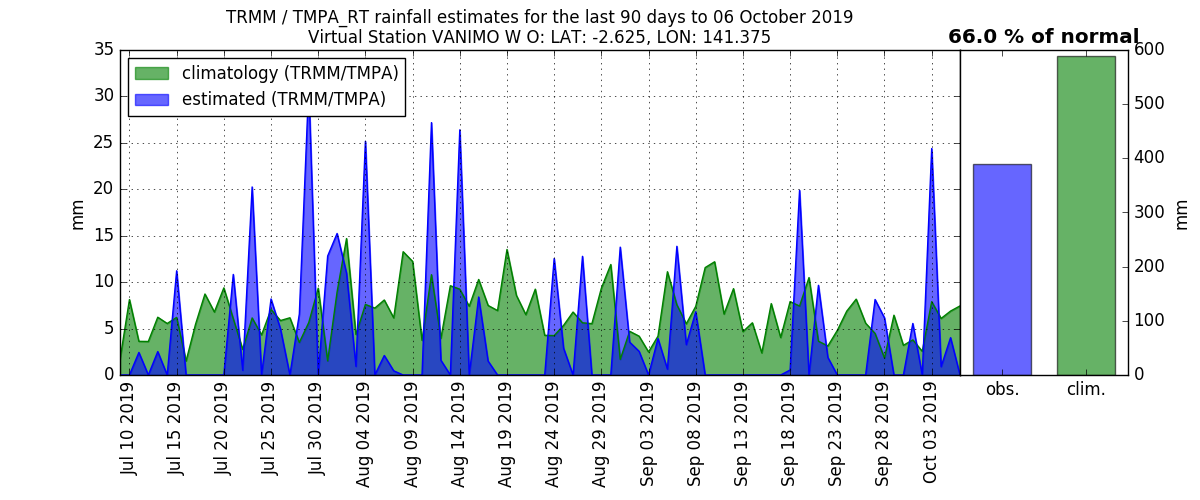 TRMM / TMPA_RT rainfall estimates for the last 90 days to 06 October 2019
Virtual Station VANIMO W O: LAT: -2.625, LON: 141.375
66.0 % of normal
climatology (TRMM/TMPA)
estimated (TRMM/TMPA)
mm
35
30
25
20
15
10
5
0
Jul 10 2019
Jul 15 2019
Jul 20 2019
Jul 25 2019
Jul 30 2019
Aug 04 2019
Aug 09 2019
Aug 14 2019
Aug 19 2019
Aug 24 2019
Aug 29 2019
Sep 03 2019
Sep 08 2019
Sep 13 2019
Sep 18 2019
Sep 23 2019
Sep 28 2019
Oct 03 2019
600
500
400
300
200
100
0
mm
obs.
clim.